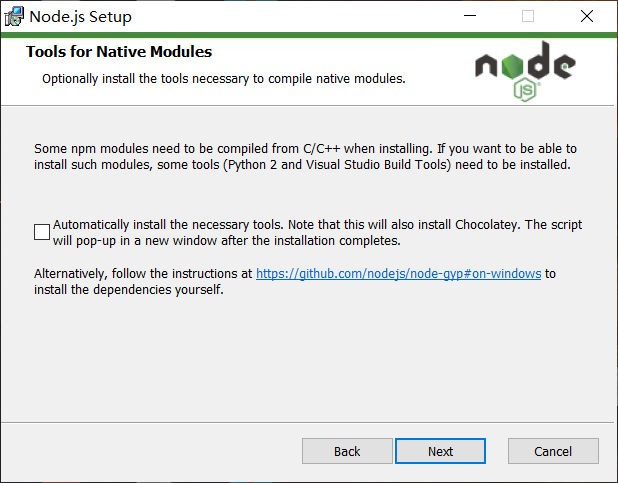 Node.js Setup
Tools for Native Modules
Optionally install the tools necessary to compile native modules.
node
JS
Some npm modules need to be compiled from C/C++ when installing. If you want to be able to
install such modules, some tools (Python 2 and Visual Studio Build Tools) need to be installed.
Automatically install the necessary tools. Note that this will also install Chocolatey. The script
will pop-up in a new window after the installation completes.
Alternatively, follow the instructions at https://github.com/nodejs/node-gyp#on-windows to
install the dependencies yourself.
Back
Next
Cancel